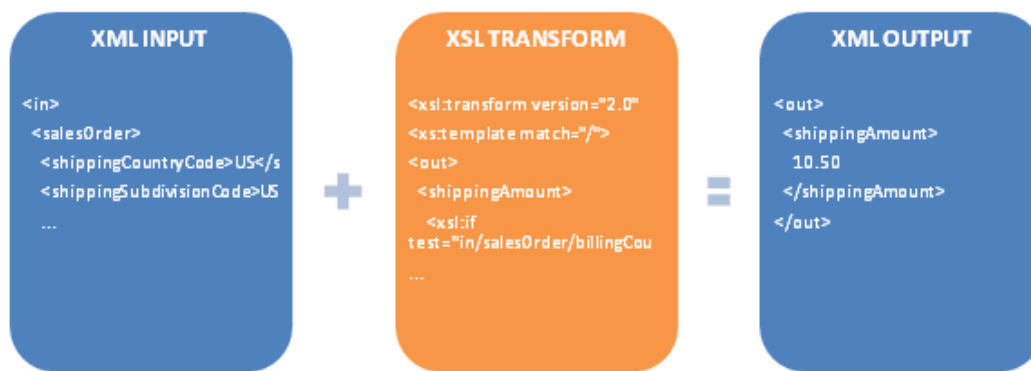 XML INPUT
<in>
<salesOrder>
<shippingCountryCode>US</s
<shippingSubdivisionCode>US
...
+
XSL TRANSFORM
<xsl:transform version="2.0"
<xs:template match="/">
<out>
<shippingAmount>
<xsl:if
test="in/salesOrder/billingCou
...
=
XML OUTPUT
<out>
<shippingAmount>
10.50
</shippingAmount>
</out>